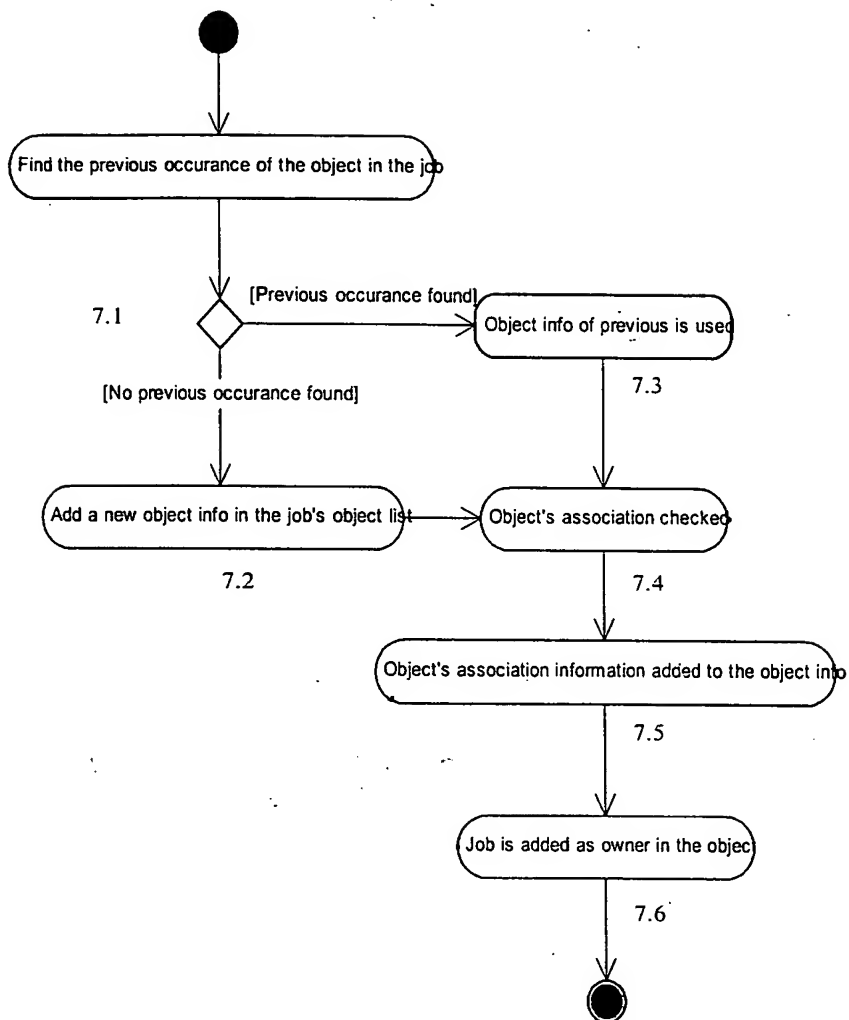 Find the previous occurance of the object in the job
7.1
[Previous occurance found]
Object info of previous is used
7.3
[No previous occurance found]
Add a new object info in the job's object list
7.2
Object's association checked
7.4
Object's association information added to the object info
7.5
Job is added as owner in the objec
7.6